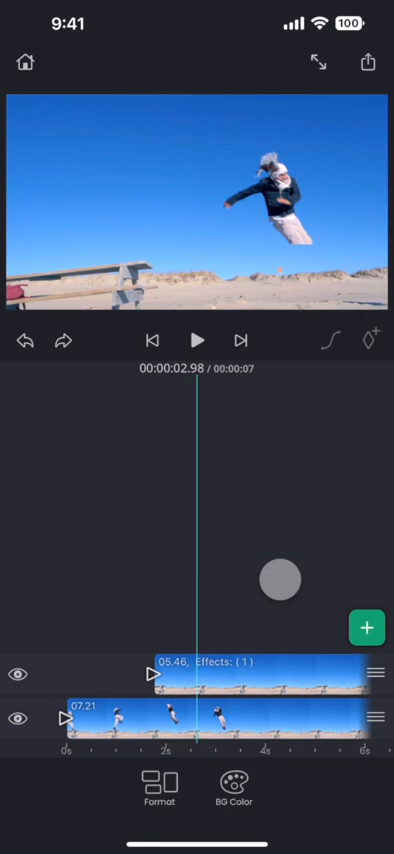 9:41
100
00:00:02.98 / 00:00:07
05.46, Effects: ( 1 )
07.21
0s 2s 4s 6s
Format BG Color